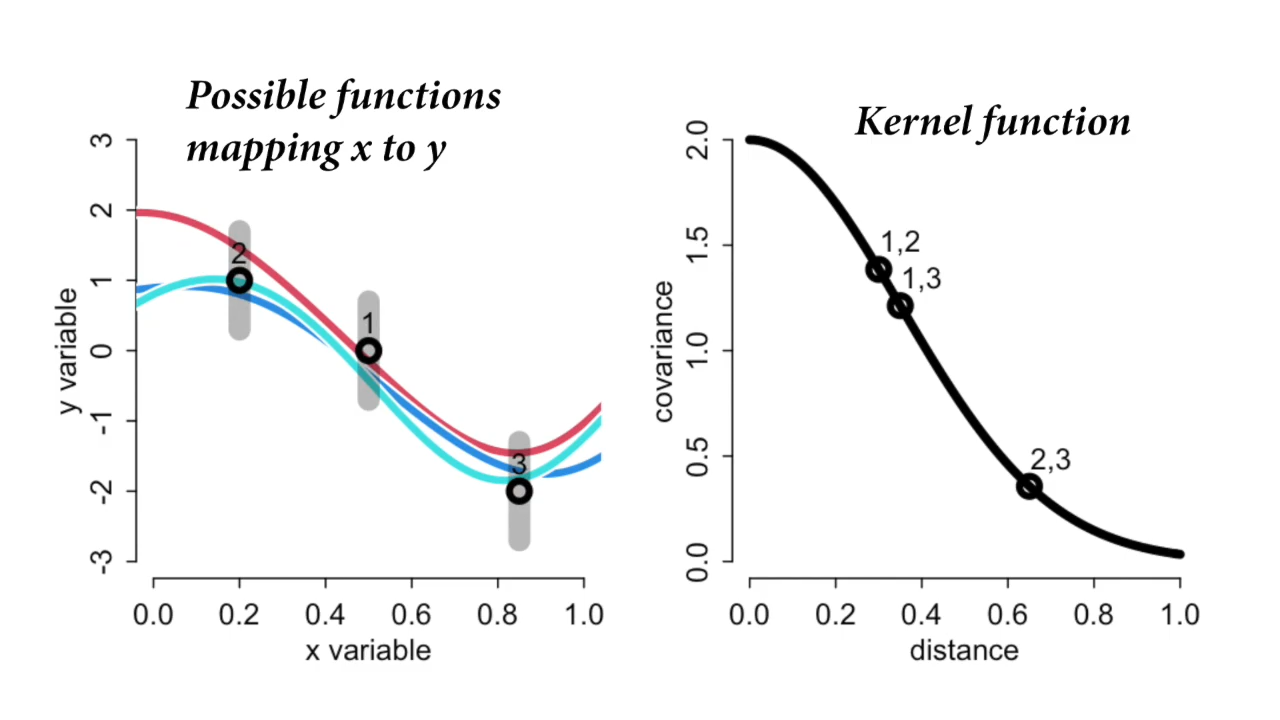 Possible functions
mapping x to y
3
2
1
0
-1
-2
-3
y variable
2
1
3
0.0 0.2 0.4 0.6 0.8 1.0
x variable
Kernel function
2.0
1.5
1.0
0.5
0.0
covariance
1,2
1,3
2,3
0.0 0.2 0.4 0.6 0.8 1.0
distance